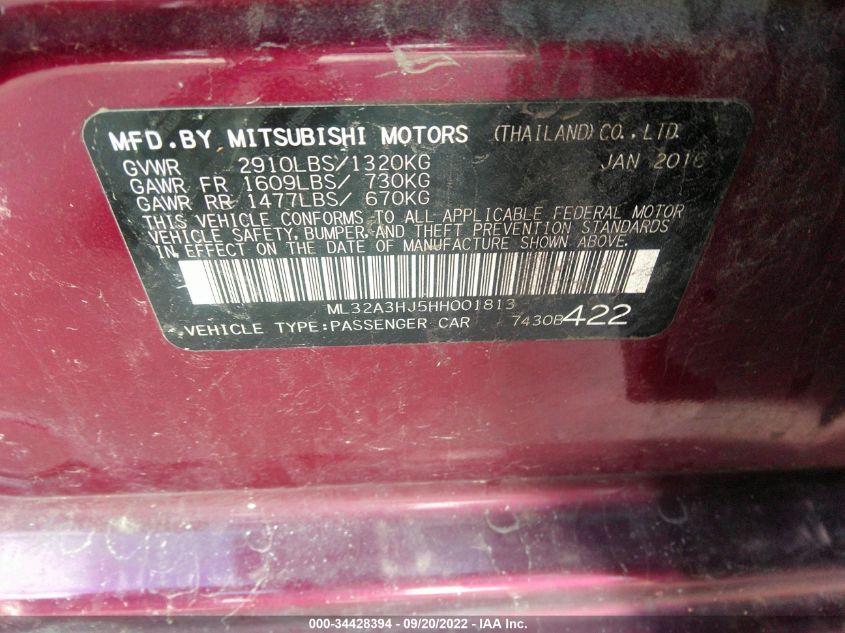 MFD.BY MITSUBISHI MOTORS (THAILAND) CO.,LTD.
GVWR 2910LBS/1320KG JAN 2016
GAWR FR 1609LBS/ 730KG
GAWR RR 1477LBS/ 670KG
THIS VEHICLE CONFORMS TO ALL APPLICABLE FEDERAL MOTOR
VEHICLE SAFETY, BUMPER, AND THEFT PREVENTION STANDARDS
IN EFFECT ON THE DATE OF MANUFACTURE SHOWN ABOVE.
ML32A3HJ5HH001813
VEHICLE TYPE:PASSENGER CAR 7430B422
000-34428394 - 09/20/2022 - IAA Inc.